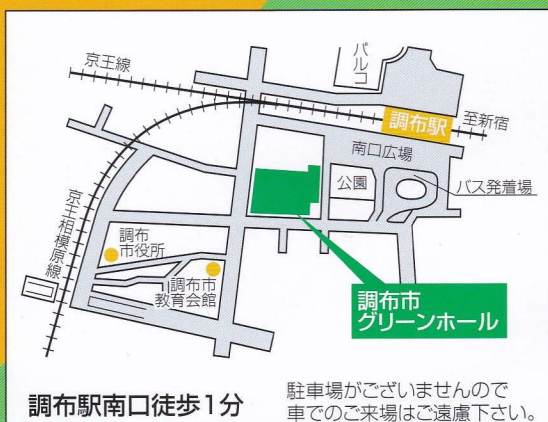 京王線
パルコ
調布駅
至新宿
南口広場
公園
バス発着場
京王相模原線
調布
市役所
調布市
教育会館
調布市
グリーンホール
調布駅南口徒歩1分
駐車場がございませんので
車でのご来場はご遠慮下さい。